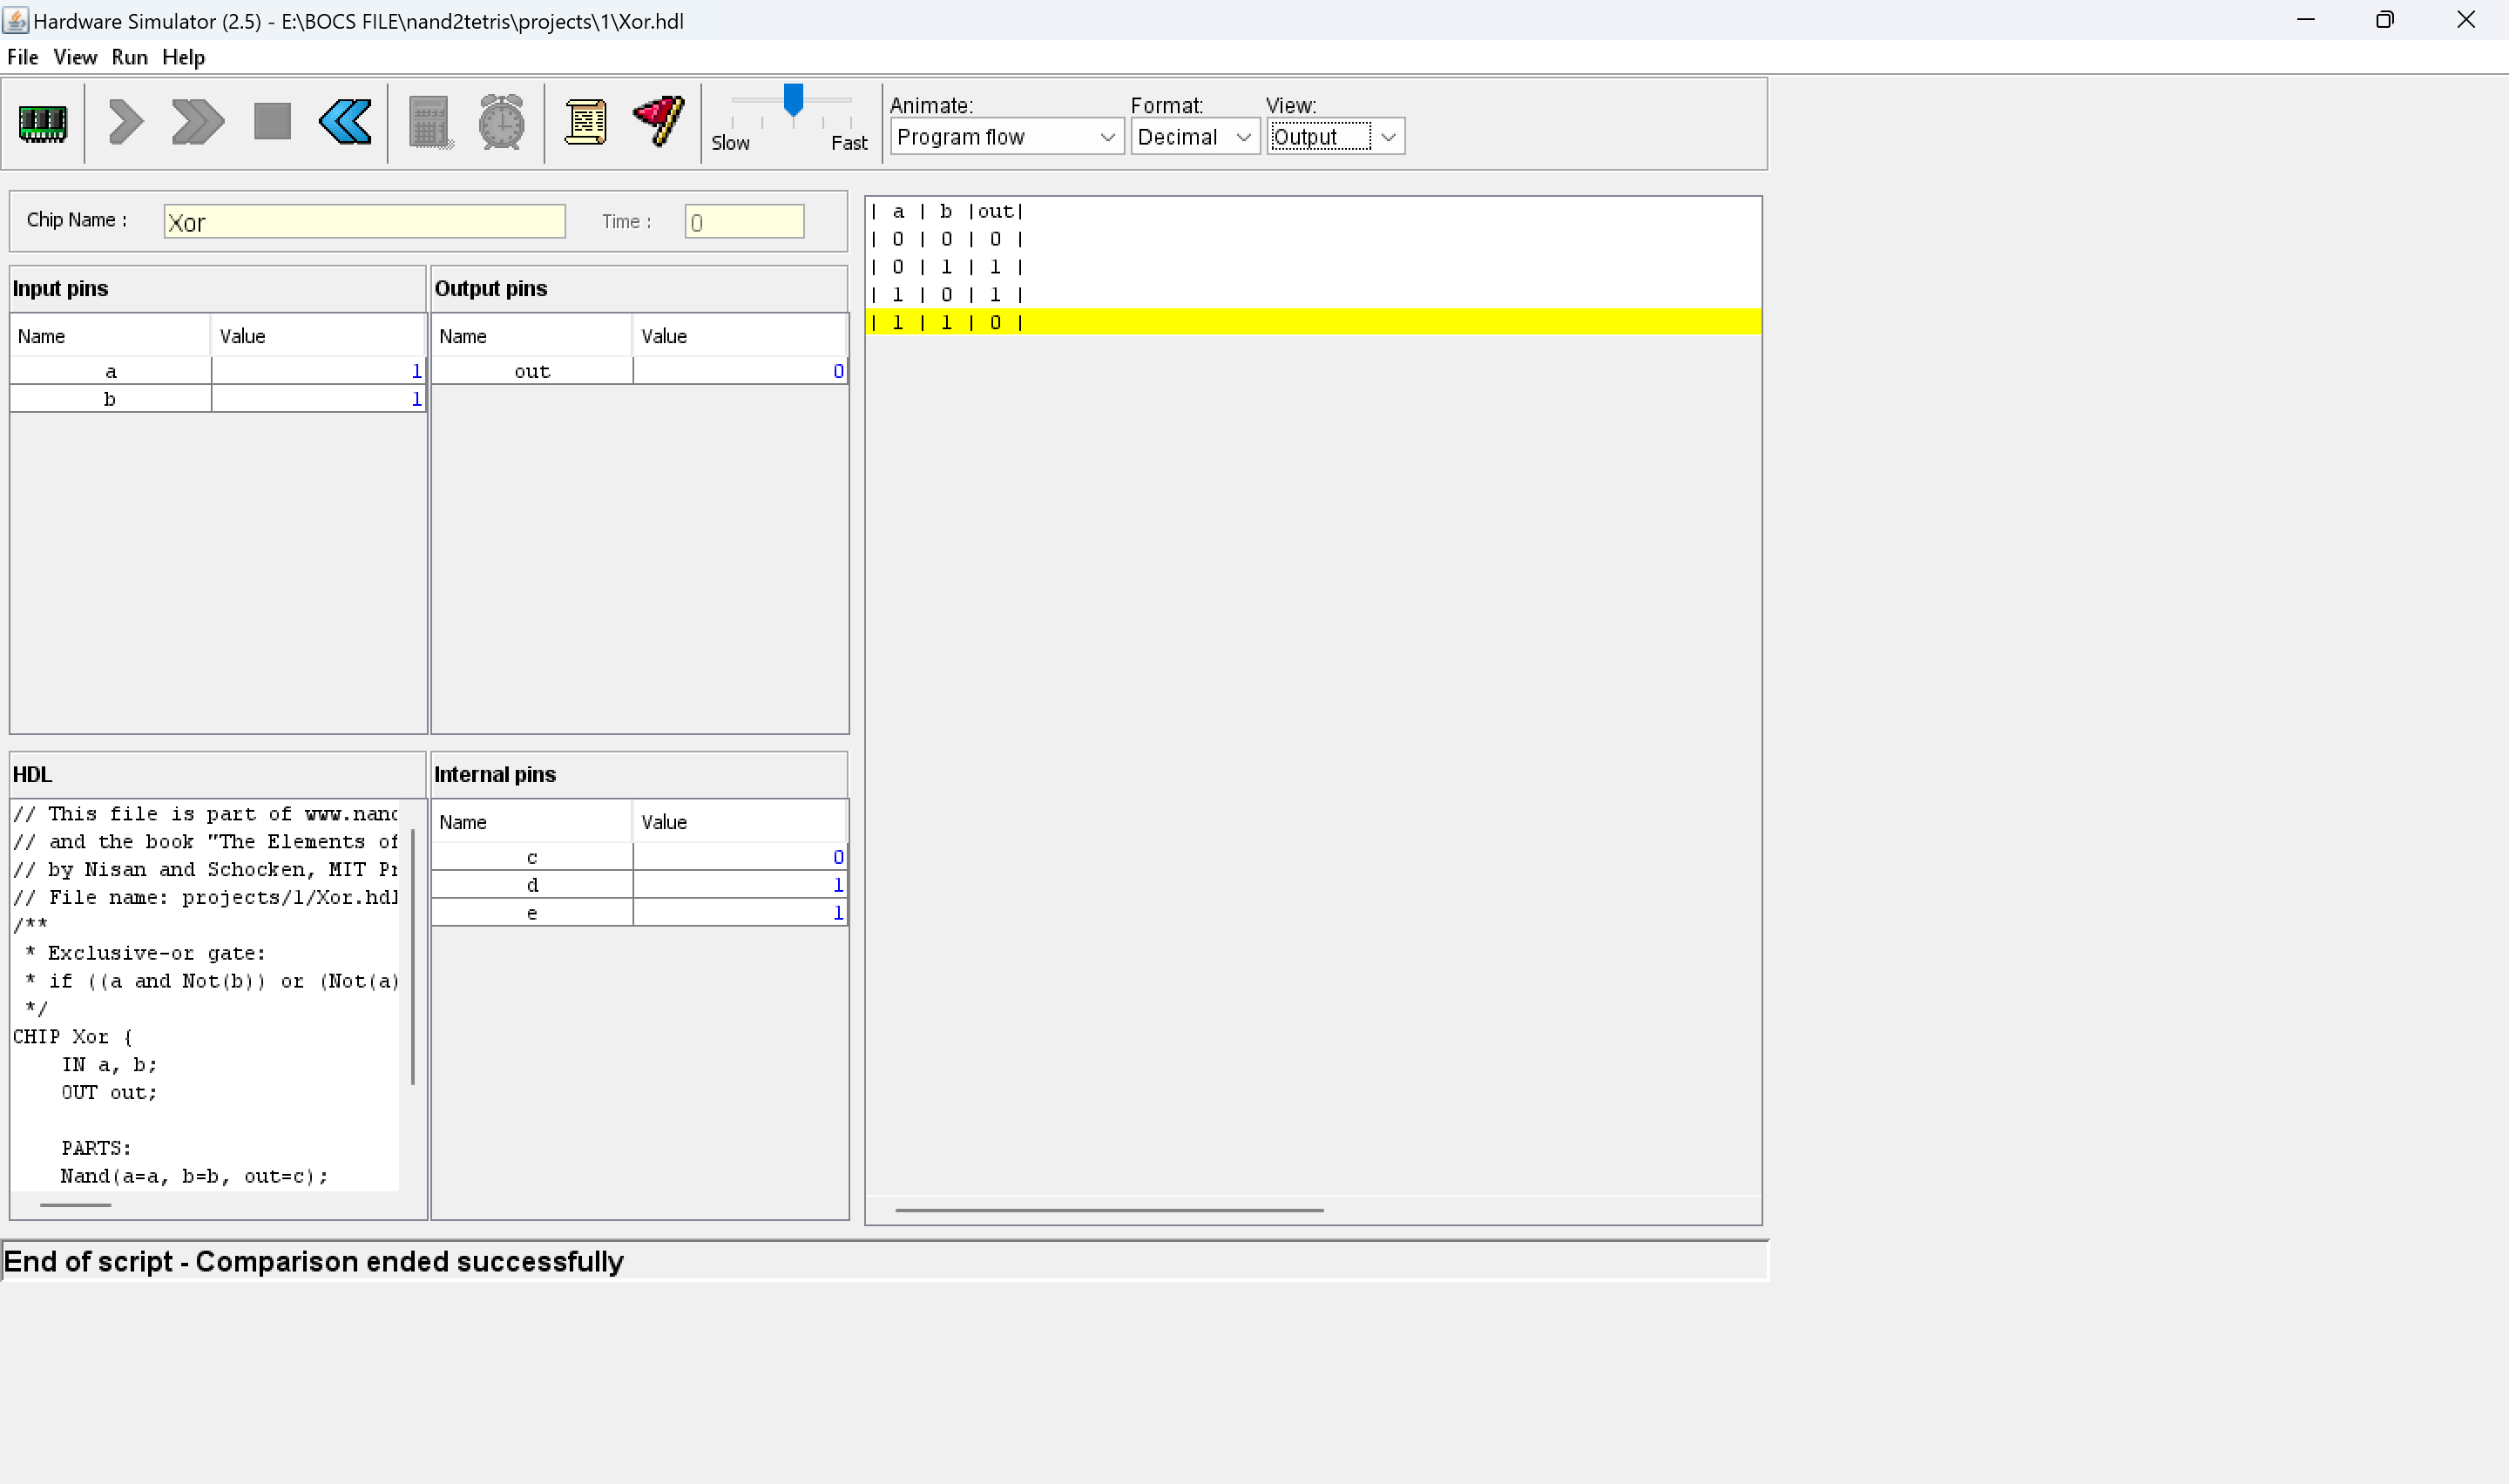 Hardware Simulator (2.5) - E:\BOCS FILE\nand2tetris\projects\1\Xor.hdl
File View Run Help
Slow Fast
Animate: Format: View:
Program flow Decimal Output
Chip Name : Xor Time : 0
Input pins
Name Value
a 1
b 1
Output pins
Name Value
out 0
HDL
// This file is part of www.nand
// and the book "The Elements of
// by Nisan and Schocken, MIT Pr
// File name: projects/1/Xor.hdl
/**
* Exclusive-or gate:
* if ((a and Not(b)) or (Not(a)
*/
CHIP Xor {
IN a, b;
OUT out;
PARTS:
Nand(a=a, b=b, out=c);
Internal pins
Name Value
c 0
d 1
e 1
| a | b |out|
| 0 | 0 | 0 |
| 0 | 1 | 1 |
| 1 | 0 | 1 |
| 1 | 1 | 0 |
End of script - Comparison ended successfully